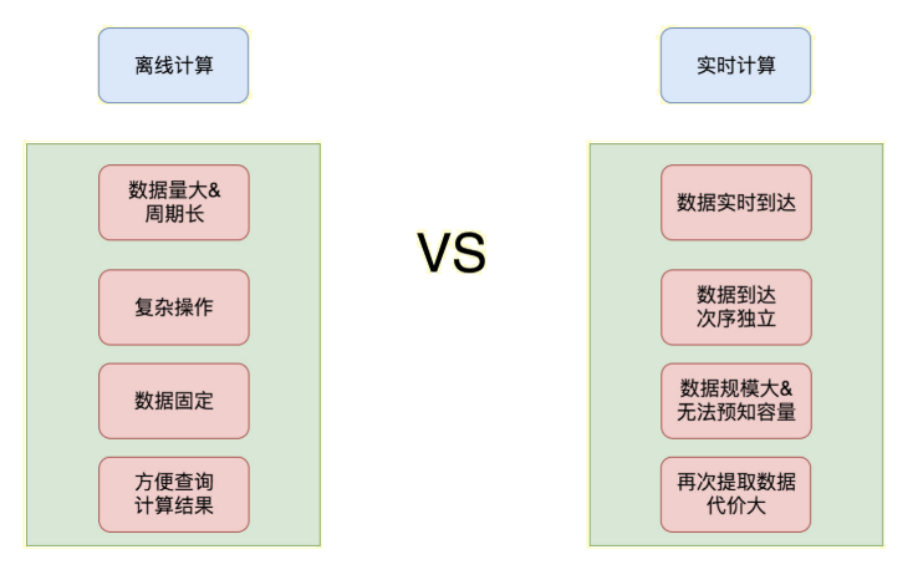 离线计算
数据量大&
周期长
复杂操作
数据固定
方便查询
计算结果
VS
实时计算
数据实时到达
数据到达
次序独立
数据规模大&
无法预知容量
再次提取数据
代价大